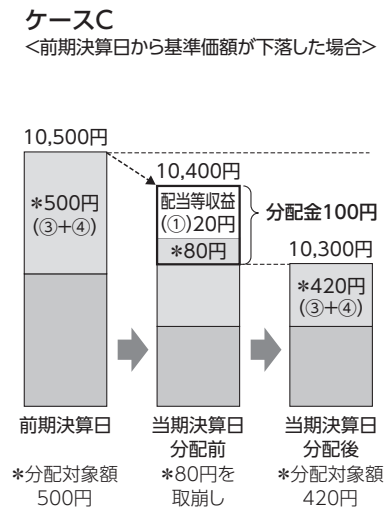 ケースC
<前期決算日から基準価額が下落した場合>
10,500円
10,400円
*500円
(③+④)
配当等収益
(①)20円
*80円
分配金100円
10,300円
*420円
(③+④)
前期決算日
当期決算日
分配前
当期決算日
分配後
*分配対象額
500円
*80円を
取崩し
*分配対象額
420円